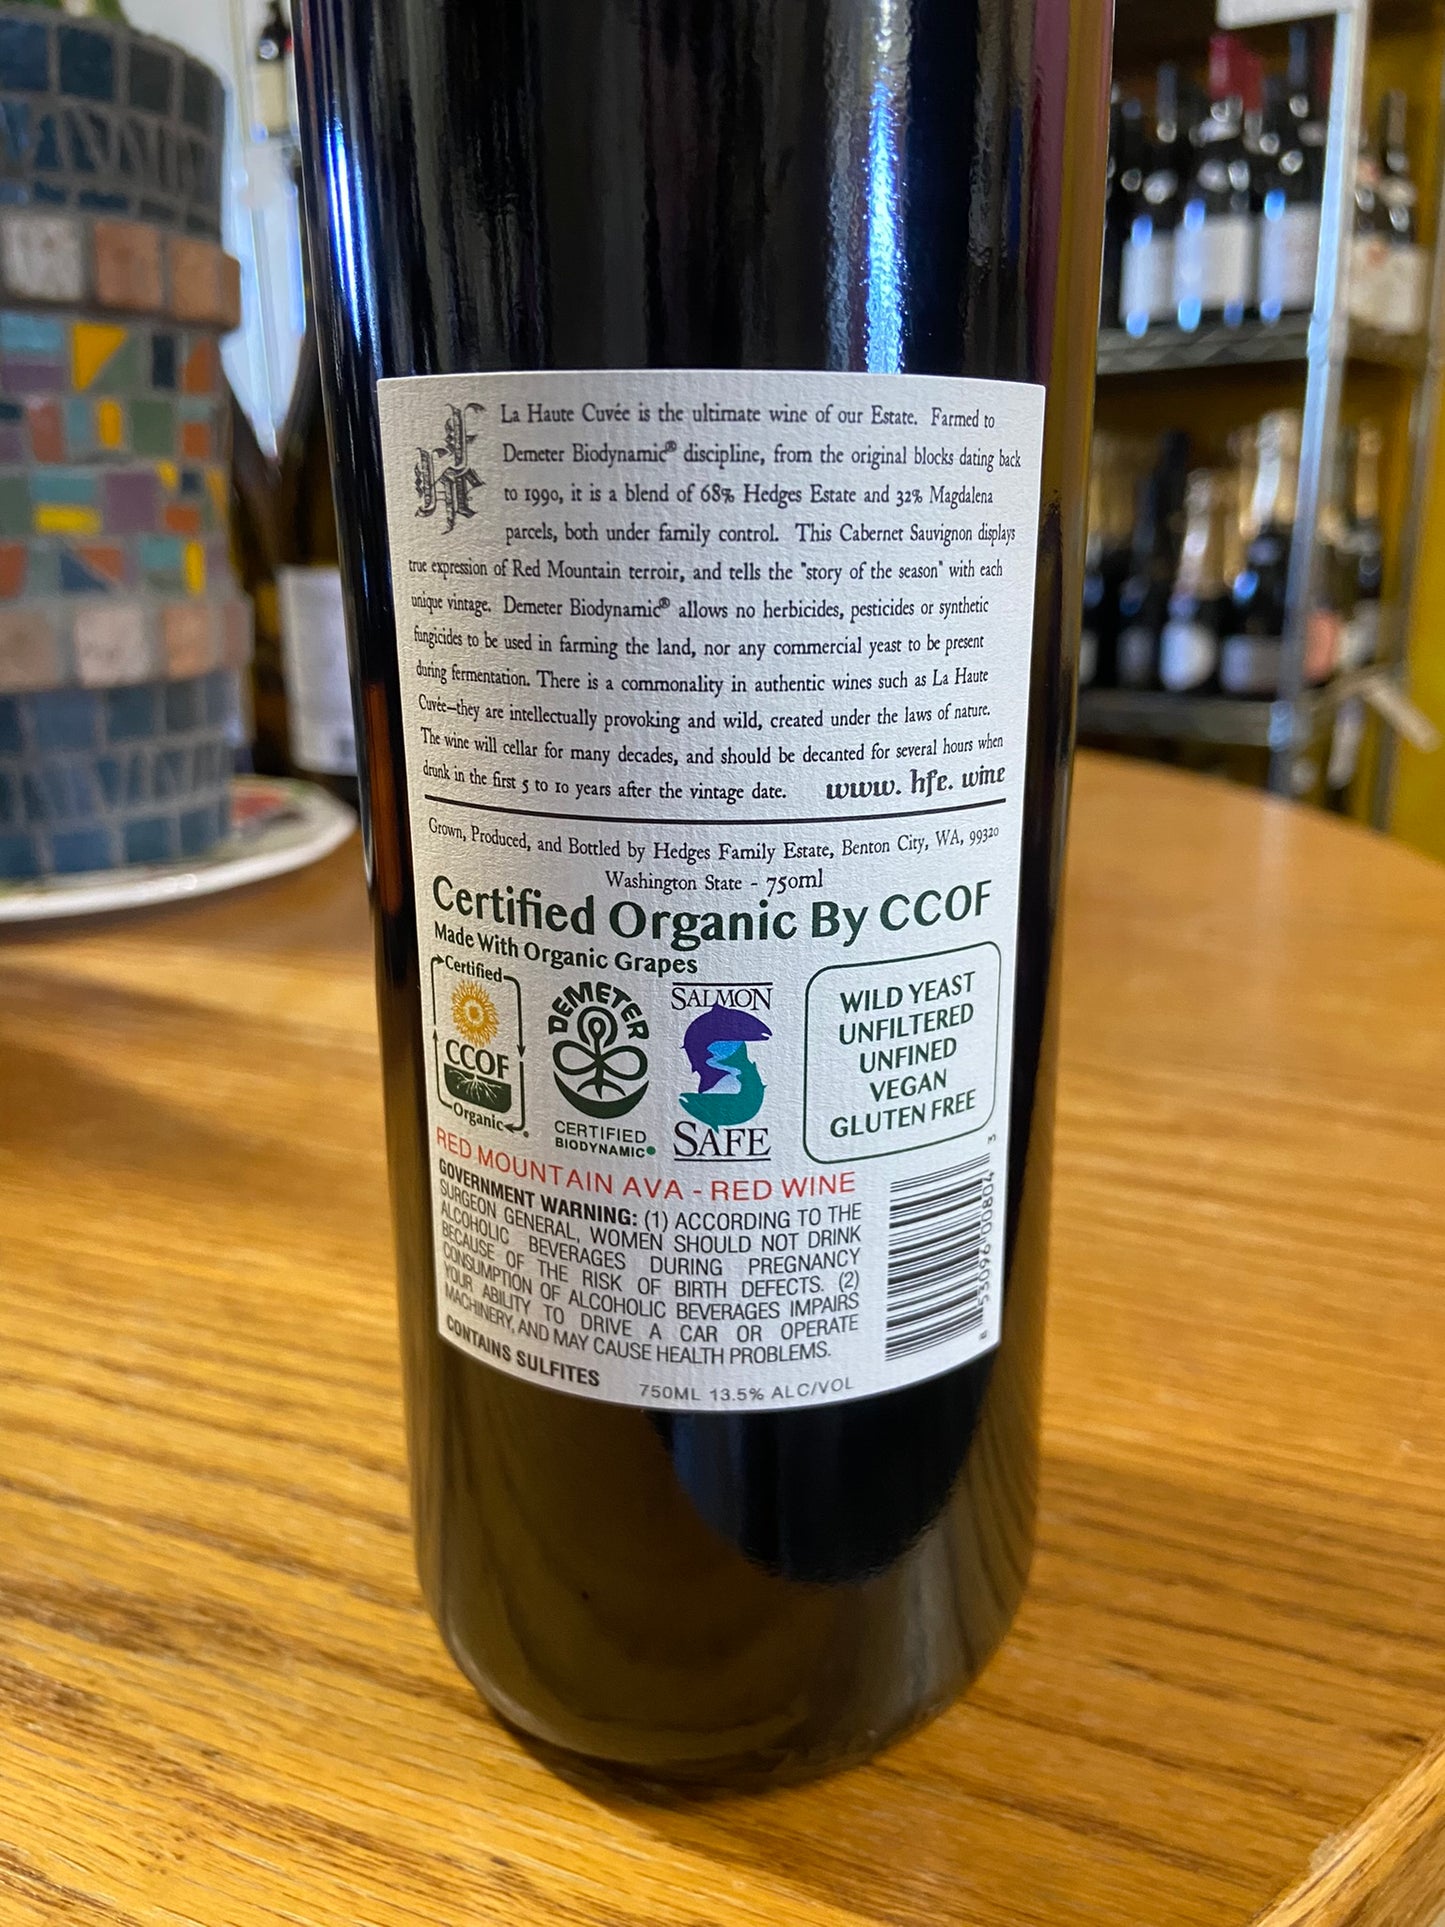 La Haute Cuvée is the ultimate wine of our Estate. Farmed to
Demeter Biodynamic® discipline, from the original blocks dating back
to 1990, it is a blend of 68% Hedges Estate and 32% Magdalena
parcels, both under family control. This Cabernet Sauvignon displays
true expression of Red Mountain terroir, and tells the "story of the season" with each
unique vintage. Demeter Biodynamic® allows no herbicides, pesticides or synthetic
fungicides to be used in farming the land, nor any commercial yeast to be present
during fermentation. There is a commonality in authentic wines such as La Haute
Cuvée—they are intellectually provoking and wild, created under the laws of nature.
The wine will cellar for many decades, and should be decanted for several hours when
drunk in the first 5 to 10 years after the vintage date. www. hfe. wine
Grown, Produced, and Bottled by Hedges Family Estate, Benton City, WA, 99320
Washington State - 750ml
Certified Organic By CCOF
Made With Organic Grapes
Certified
CCOF
Organic
DEMETER
CERTIFIED
BIODYNAMIC
SALMON
SAFE
WILD YEAST
UNFILTERED
UNFINED
VEGAN
GLUTEN FREE
RED MOUNTAIN AVA - RED WINE
GOVERNMENT WARNING: (1) ACCORDING TO THE
SURGEON GENERAL, WOMEN SHOULD NOT DRINK
ALCOHOLIC BEVERAGES DURING PREGNANCY
BECAUSE OF THE RISK OF BIRTH DEFECTS. (2)
CONSUMPTION OF ALCOHOLIC BEVERAGES IMPAIRS
YOUR ABILITY TO DRIVE A CAR OR OPERATE
MACHINERY, AND MAY CAUSE HEALTH PROBLEMS.
CONTAINS SULFITES
750ML 13.5% ALC/VOL
8 53096 00804 3